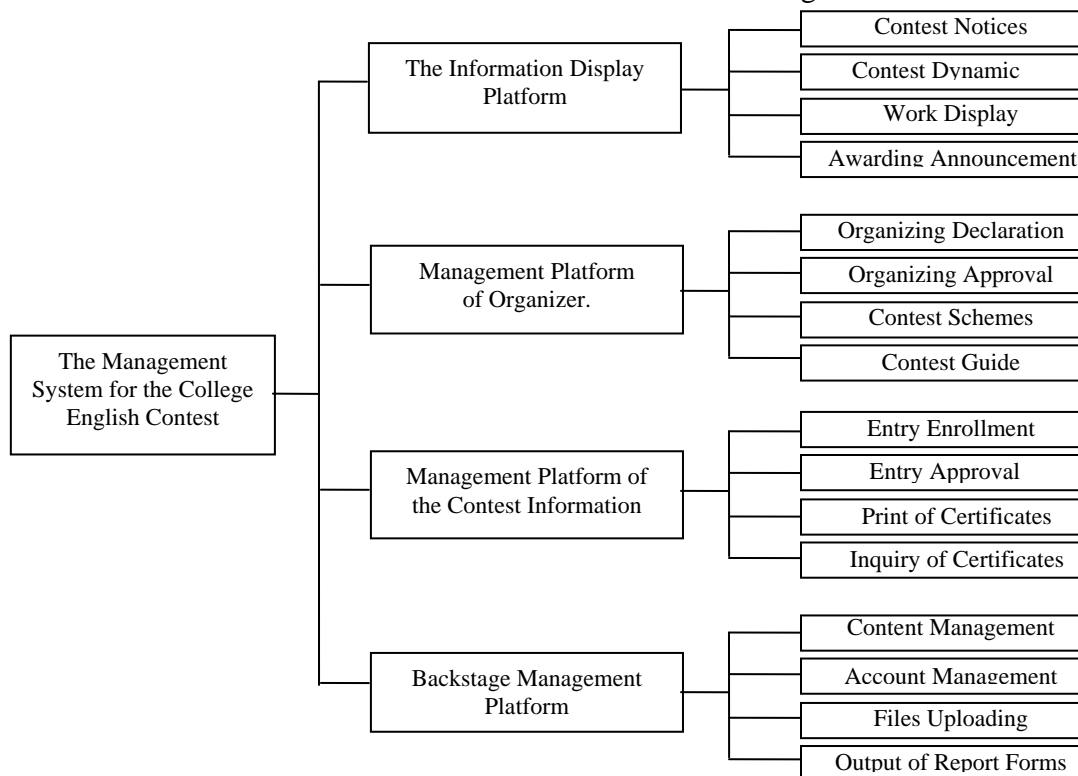 Contest Notices
The Information Display
Platform
Contest Dynamic
Work Display
Awarding Announcement
Organizing Declaration
Management Platform
of Organizer.
Organizing Approval
Contest Schemes
Contest Guide
The Management
System for the College
English Contest
Entry Enrollment
Management Platform of
the Contest Information
Entry Approval
Print of Certificates
Inquiry of Certificates
Content Management
Backstage Management
Platform
Account Management
Files Uploading
Output of Report Forms